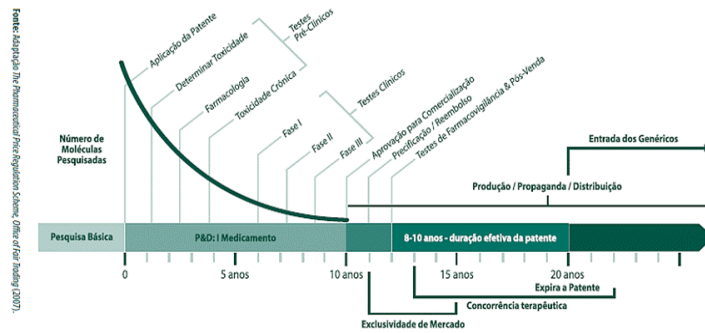 Fonte: Adaptação The Pharmaceutical Price Regulation Scheme, Office of Fair Trading (2007).
Aplicação da Patente
Determinar Toxicidade
Testes
Pré-Clínicos
Farmacologia
Toxicidade Crônica
Testes Clínicos
Fase I
Fase II
Fase III
Aprovação para Comercialização
Precificação / Reembolso
Testes de Farmacovigilância & Pós-Venda
Número de
Moléculas
Pesquisadas
Entrada dos Genéricos
Produção / Propaganda / Distribuição
Pesquisa Básica
P&D: I Medicamento
8-10 anos - duração efetiva da patente
0
5 anos
10 anos
15 anos
20 anos
Expira a Patente
Concorrência terapêutica
Exclusividade de Mercado